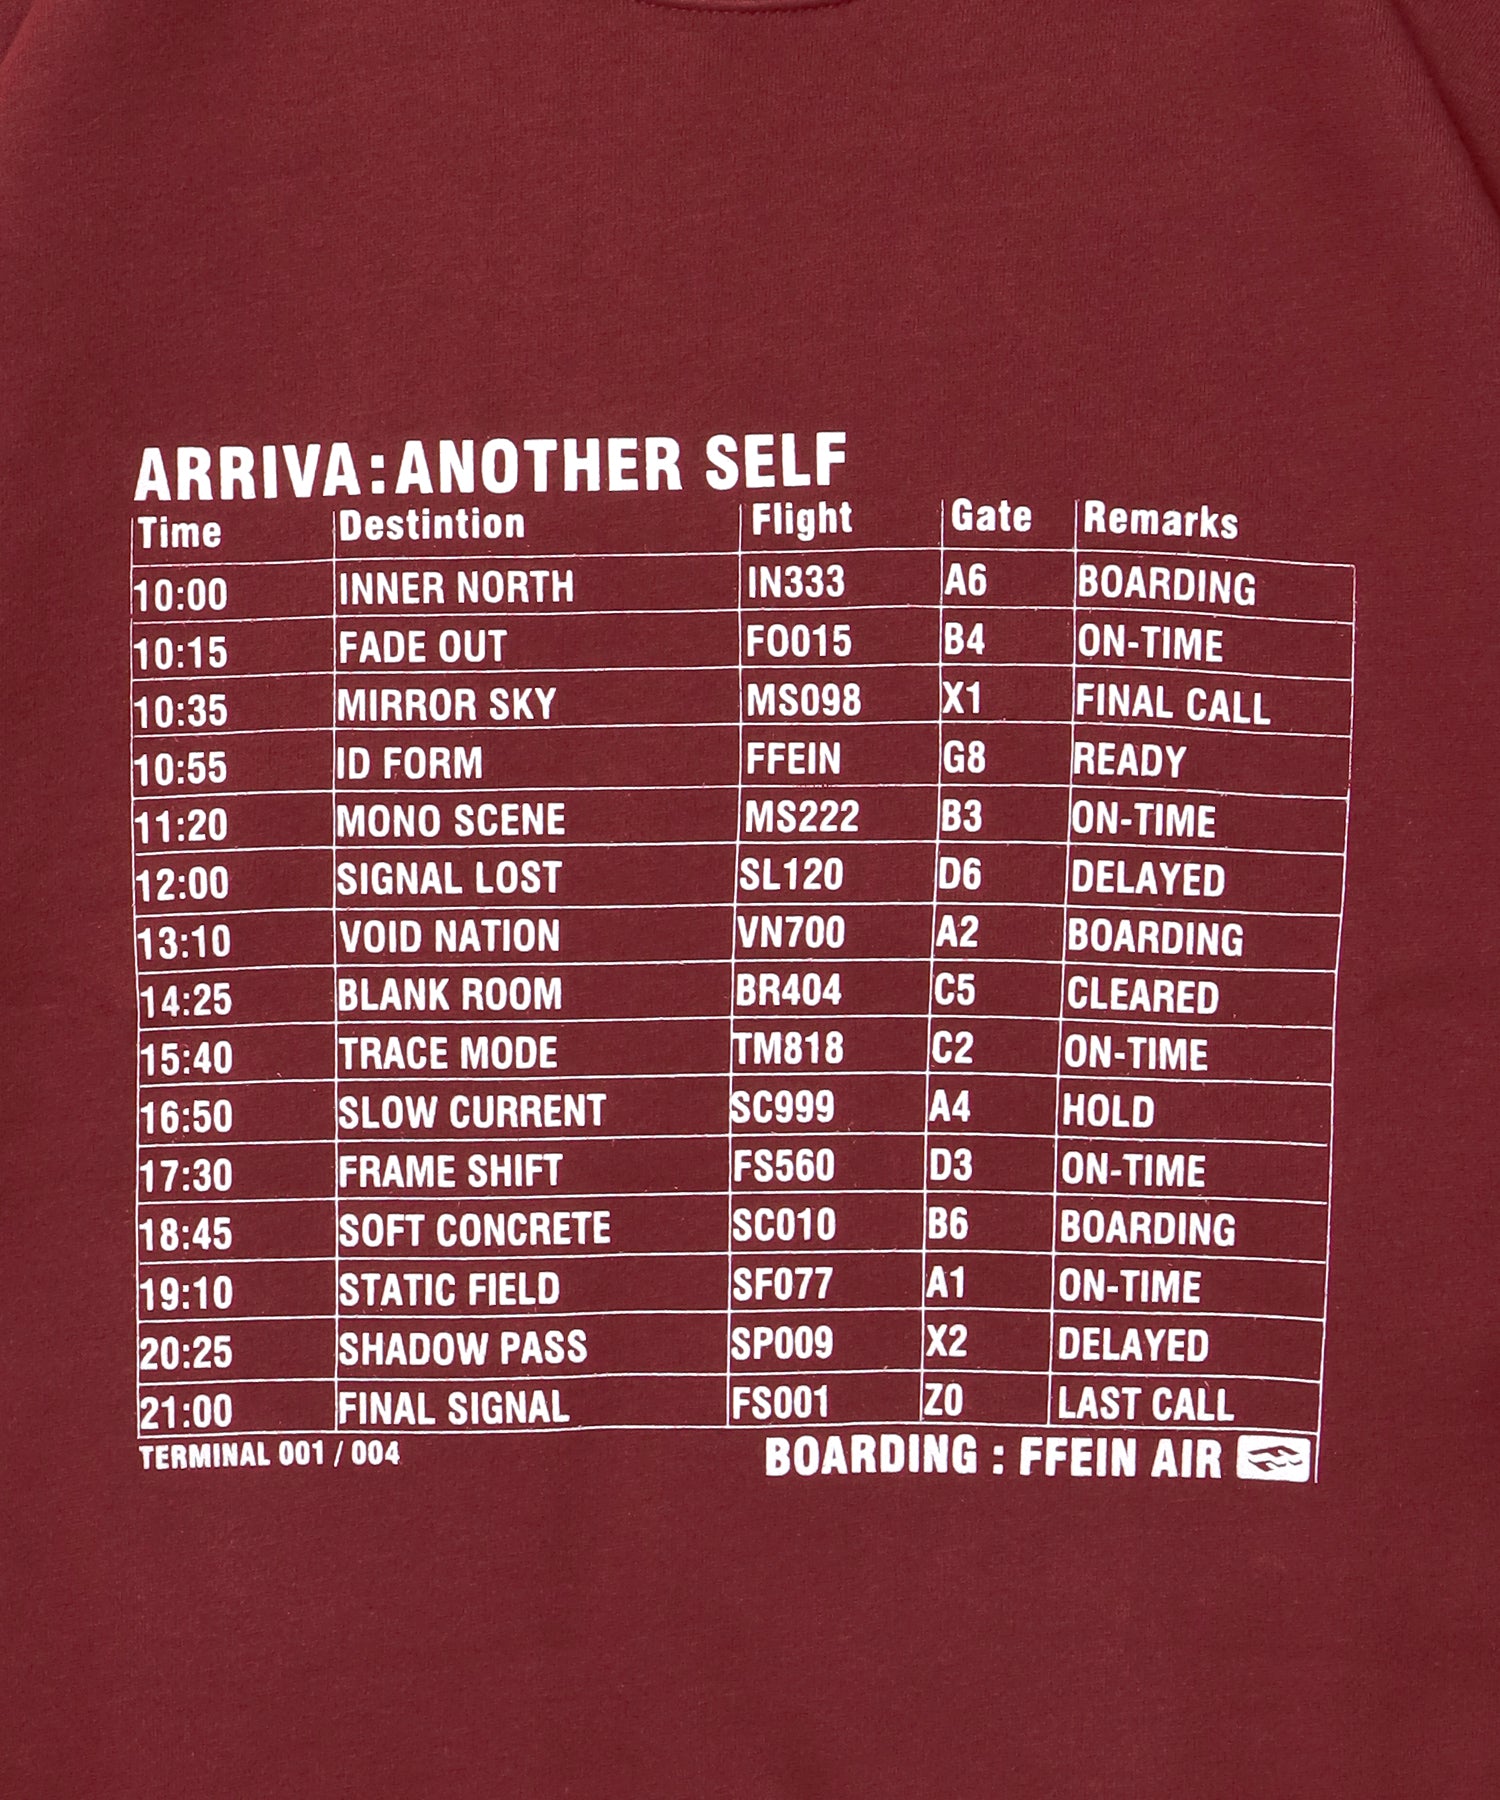 ARRIVA:ANOTHER SELF
Time Destintion Flight Gate Remarks
10:00 INNER NORTH IN333 A6 BOARDING
10:15 FADE OUT FO015 B4 ON-TIME
10:35 MIRROR SKY MS098 X1 FINAL CALL
10:55 ID FORM FFEIN G8 READY
11:20 MONO SCENE MS222 B3 ON-TIME
12:00 SIGNAL LOST SL120 D6 DELAYED
13:10 VOID NATION VN700 A2 BOARDING
14:25 BLANK ROOM BR404 C5 CLEARED
15:40 TRACE MODE TM818 C2 ON-TIME
16:50 SLOW CURRENT SC999 A4 HOLD
17:30 FRAME SHIFT FS560 D3 ON-TIME
18:45 SOFT CONCRETE SC010 B6 BOARDING
19:10 STATIC FIELD SF077 A1 ON-TIME
20:25 SHADOW PASS SP009 X2 DELAYED
21:00 FINAL SIGNAL FS001 Z0 LAST CALL
TERMINAL 001 / 004 BOARDING : FFEIN AIR